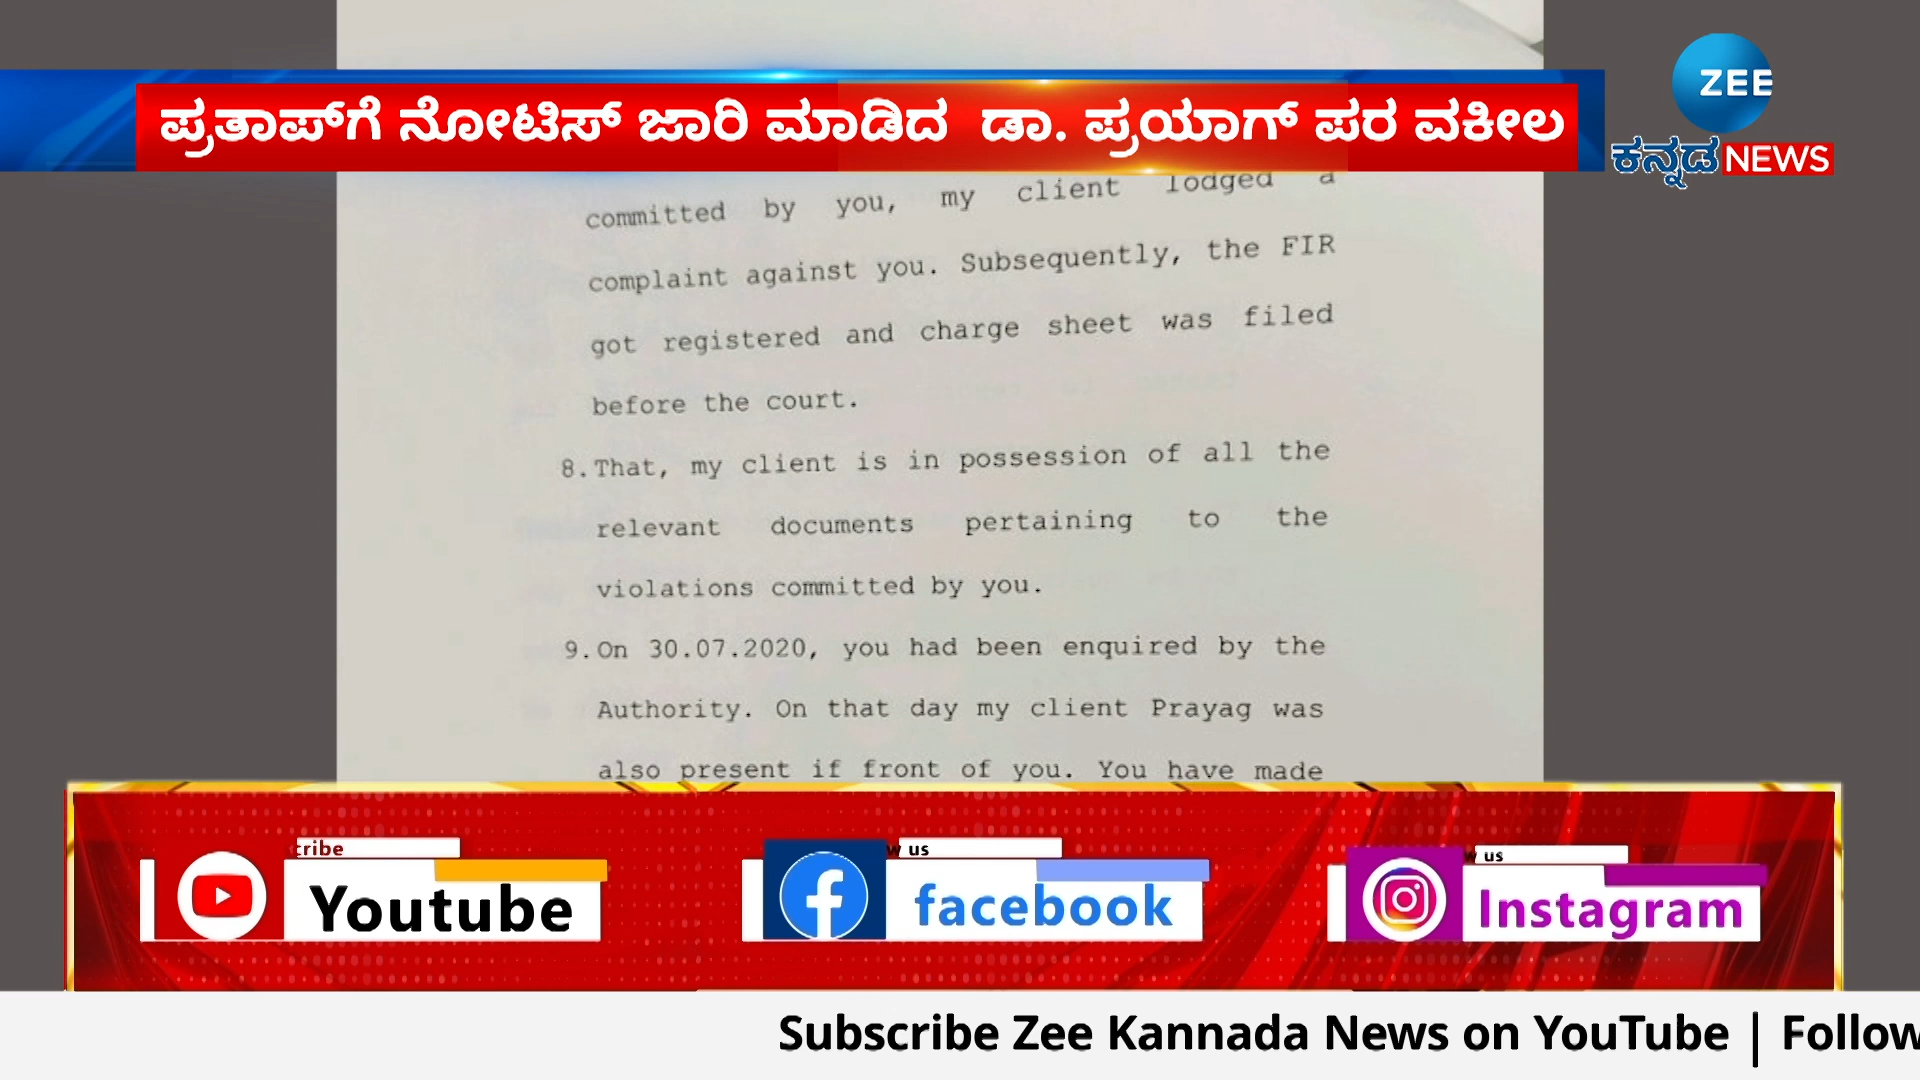 ಪ್ರತಾಪ್‌ಗೆ ನೋಟಿಸ್ ಜಾರಿ ಮಾಡಿದ ಡಾ. ಪ್ರಯಾಗ್ ಪರ ವಕೀಲ
ZEE
ಕನ್ನಡ NEWS
committed by you, my client lodged a
complaint against you. Subsequently, the FIR
got registered and charge sheet was filed
before the court.
8. That, my client is in possession of all the
relevant documents pertaining to the
violations committed by you.
9. On 30.07.2020, you had been enquired by the
Authority. On that day my client Prayag was
also present if front of you. You have made
cribe
Youtube
w us
facebook
w us
Instagram
Subscribe Zee Kannada News on YouTube | Follow